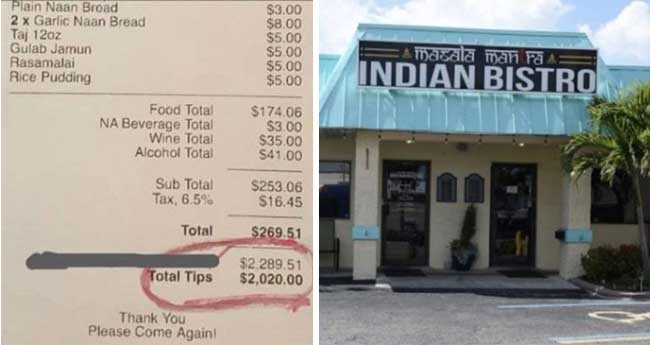 Plain Naan Broad $3.00
2 x Garlic Naan Bread $8.00
Taj 12oz $5.00
Gulab Jamun $5.00
Rasamalai $5.00
Rice Pudding $5.00
Food Total $174.06
NA Beverage Total $3.00
Wine Total $35.00
Alcohol Total $41.00
Sub Total $253.06
Tax, 6.5% $16.45
Total $269.51
$2,289.51
Total Tips $2,020.00
Thank You
Please Come Again!
masala mantra
INDIAN BISTRO